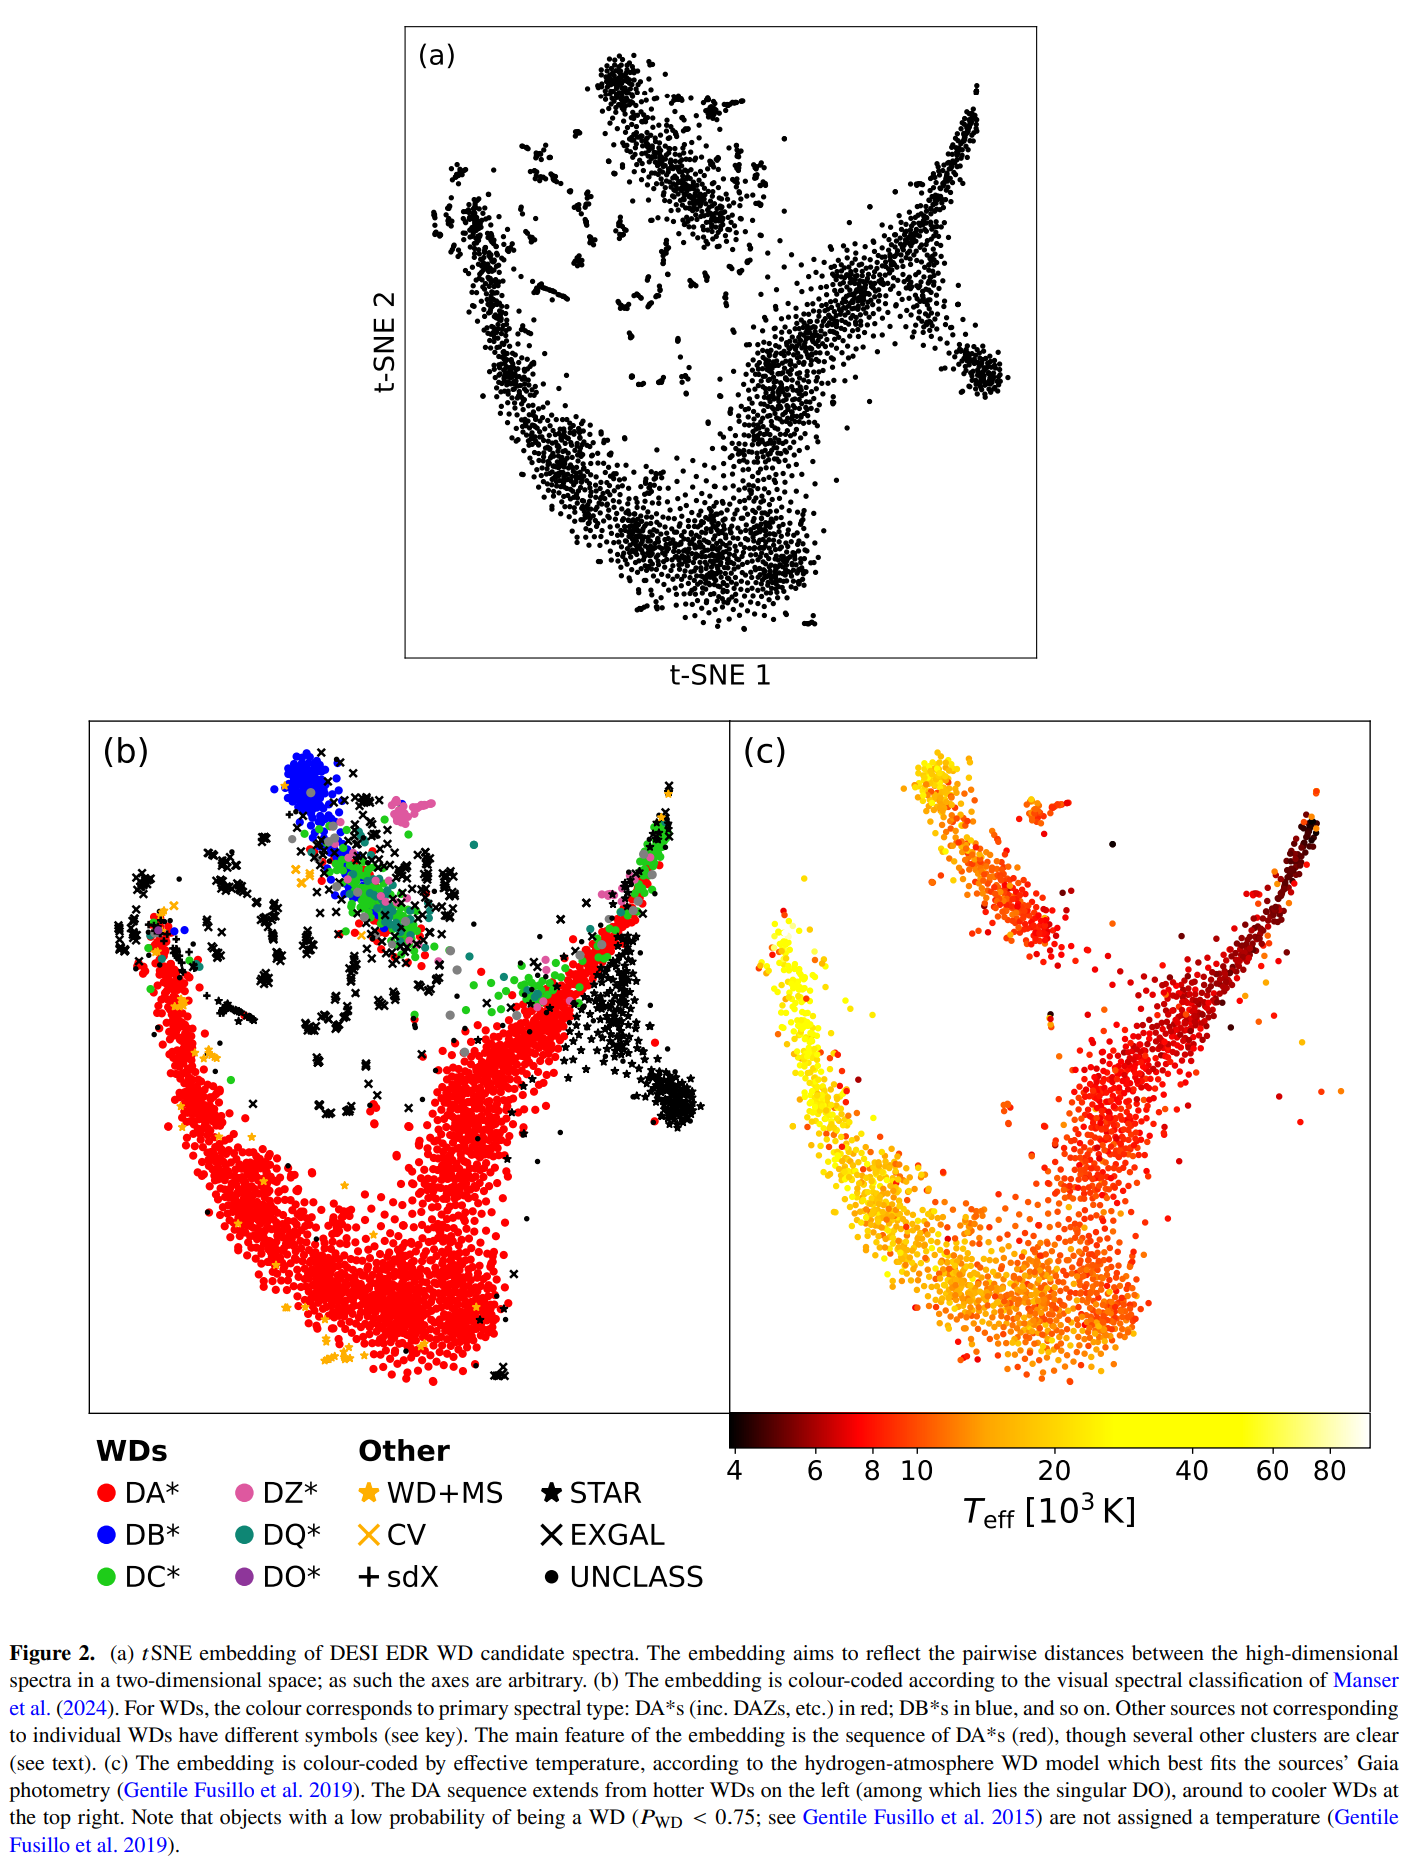 (a)
t-SNE 2
t-SNE 1
(b)
(c)
WDs
Other
DA*
DZ*
WD+MS
STAR
DB*
DQ*
CV
EXGAL
DC*
DO*
sdX
UNCLASS
4 6 8 10 20 40 60 80
Teff [10³ K]
Figure 2. (a) tSNE embedding of DESI EDR WD candidate spectra. The embedding aims to reflect the pairwise distances between the high-dimensional
spectra in a two-dimensional space; as such the axes are arbitrary. (b) The embedding is colour-coded according to the visual spectral classification of Manser
et al. (2024). For WDs, the colour corresponds to primary spectral type: DA*s (inc. DAZs, etc.) in red; DB*s in blue, and so on. Other sources not corresponding
to individual WDs have different symbols (see key). The main feature of the embedding is the sequence of DA*s (red), though several other clusters are clear
(see text). (c) The embedding is colour-coded by effective temperature, according to the hydrogen-atmosphere WD model which best fits the sources' Gaia
photometry (Gentile Fusillo et al. 2019). The DA sequence extends from hotter WDs on the left (among which lies the singular DO), around to cooler WDs at
the top right. Note that objects with a low probability of being a WD (PWD < 0.75; see Gentile Fusillo et al. 2015) are not assigned a temperature (Gentile
Fusillo et al. 2019).